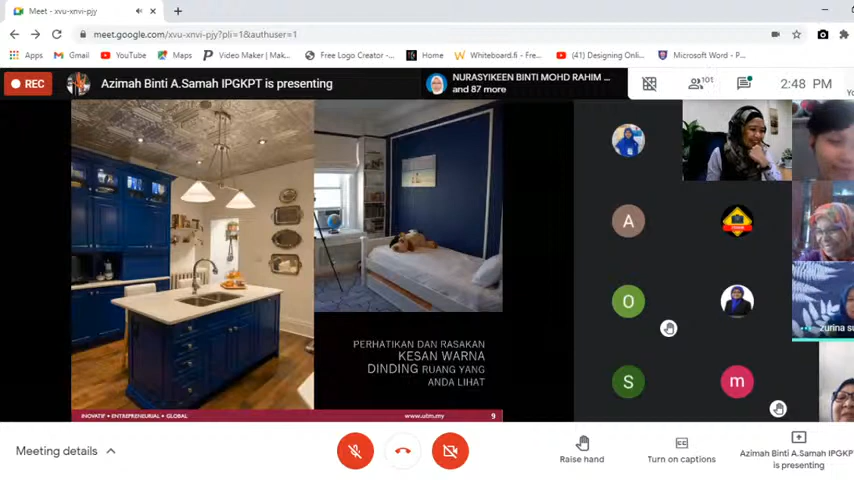 Meet - xvu-xnvi-pjy
meet.google.com/xvu-xnvi-pjy?pli=1&authuser=1
Apps
Gmail
YouTube
Maps
Video Maker | Mak...
Free Logo Creator -...
Home
Whiteboard.fi - Fre...
(41) Designing Onli...
Microsoft Word - P...
REC
Azimah Binti A.Samah IPGKPT is presenting
NURASYIKEEN BINTI MOHD RAHIM ...
and 87 more
101
2:48 PM
A
O
S
m
zurina su
PERHATIKAN DAN RASAKAN
KESAN WARNA
DINDING RUANG YANG
ANDA LIHAT
INOVATIF • ENTREPRENEURIAL • GLOBAL
www.utm.my
9
Meeting details
Raise hand
Turn on captions
Azimah Binti A.Samah IPGKP
is presenting